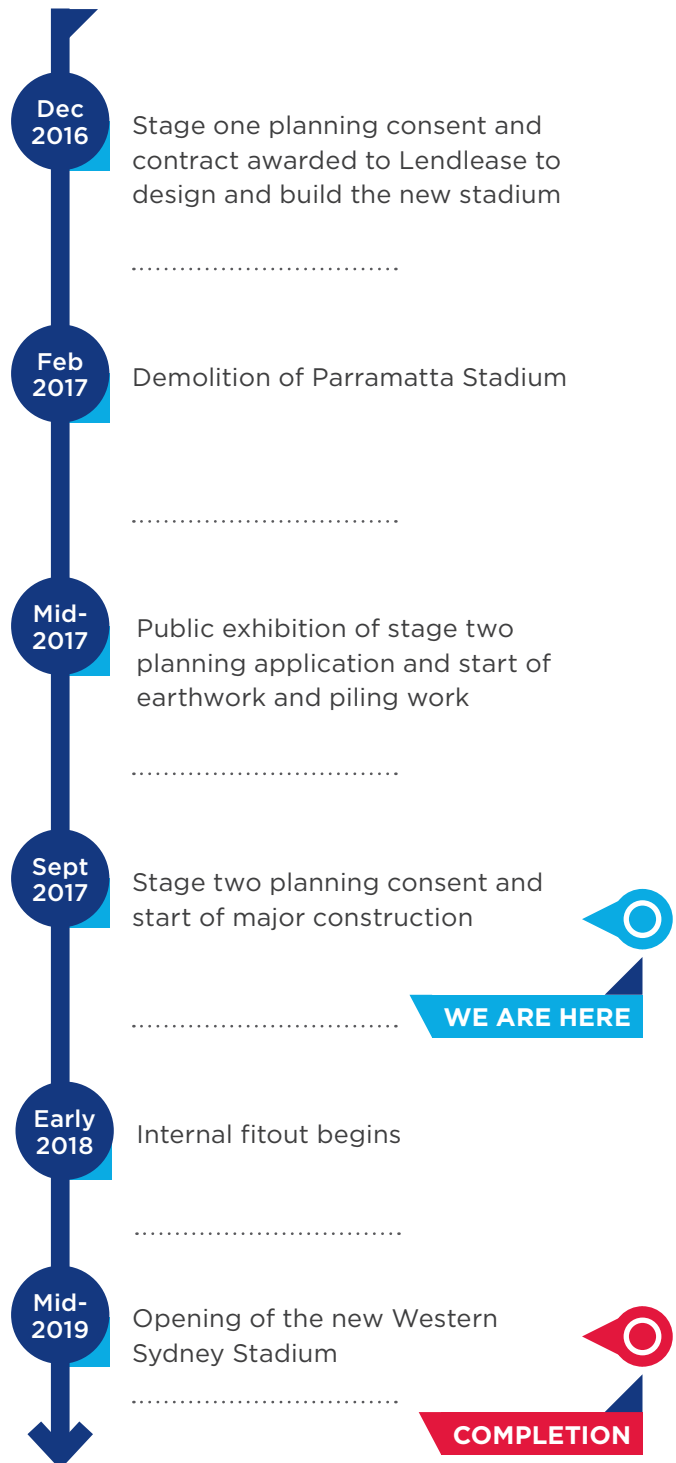 Dec
2016
Stage one planning consent and
contract awarded to Lendlease to
design and build the new stadium
Feb
2017
Demolition of Parramatta Stadium
Mid-
2017
Public exhibition of stage two
planning application and start of
earthwork and piling work
Sept
2017
Stage two planning consent and
start of major construction
WE ARE HERE
Early
2018
Internal fitout begins
Mid-
2019
Opening of the new Western
Sydney Stadium
COMPLETION